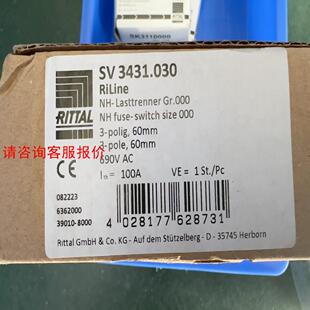 SK3110000
SV 3431.030
RiLine
NH-Lasttrenner Gr.000
NH fuse-switch size 000
3-polig, 60mm
3-pole, 60mm
690V AC
Ith = 100A VE = 1 St./Pc
RITTAL
请咨询客服报价
CE
082223
6362000
39010-8000
4 028177 628731
Rittal GmbH & Co. KG - Auf dem Stützelberg - D - 35745 Herborn